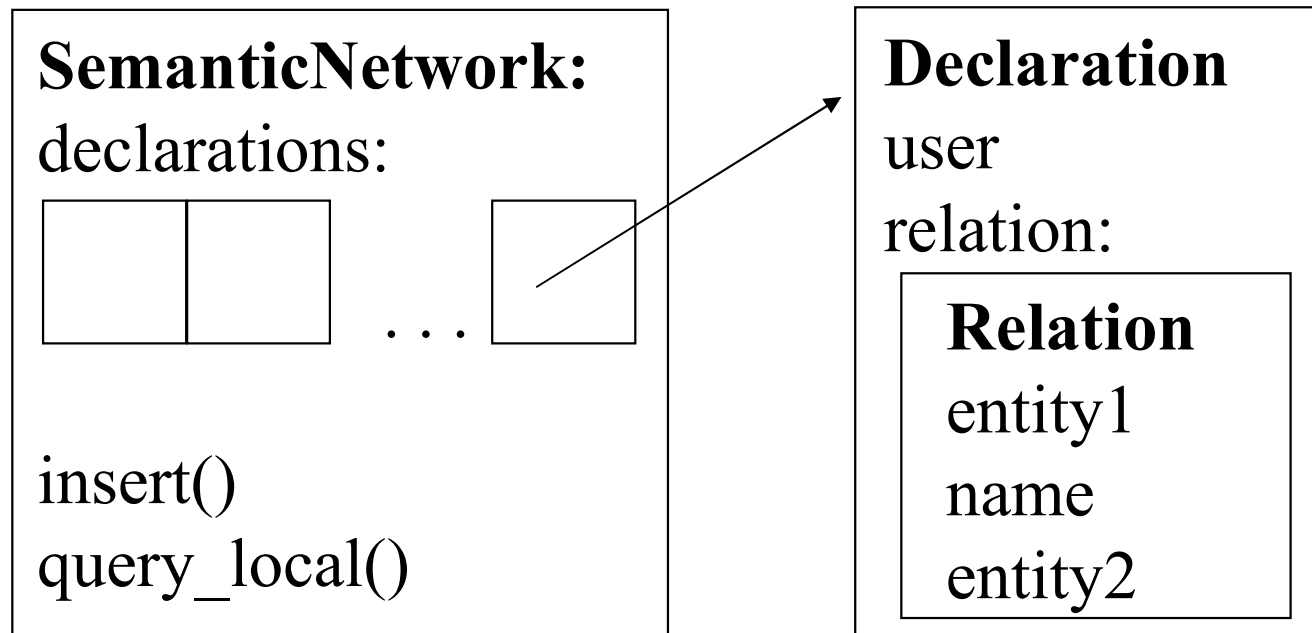 SemanticNetwork:
declarations:
. . .
insert()
query_local()
Declaration
user
relation:
Relation
entity1
name
entity2